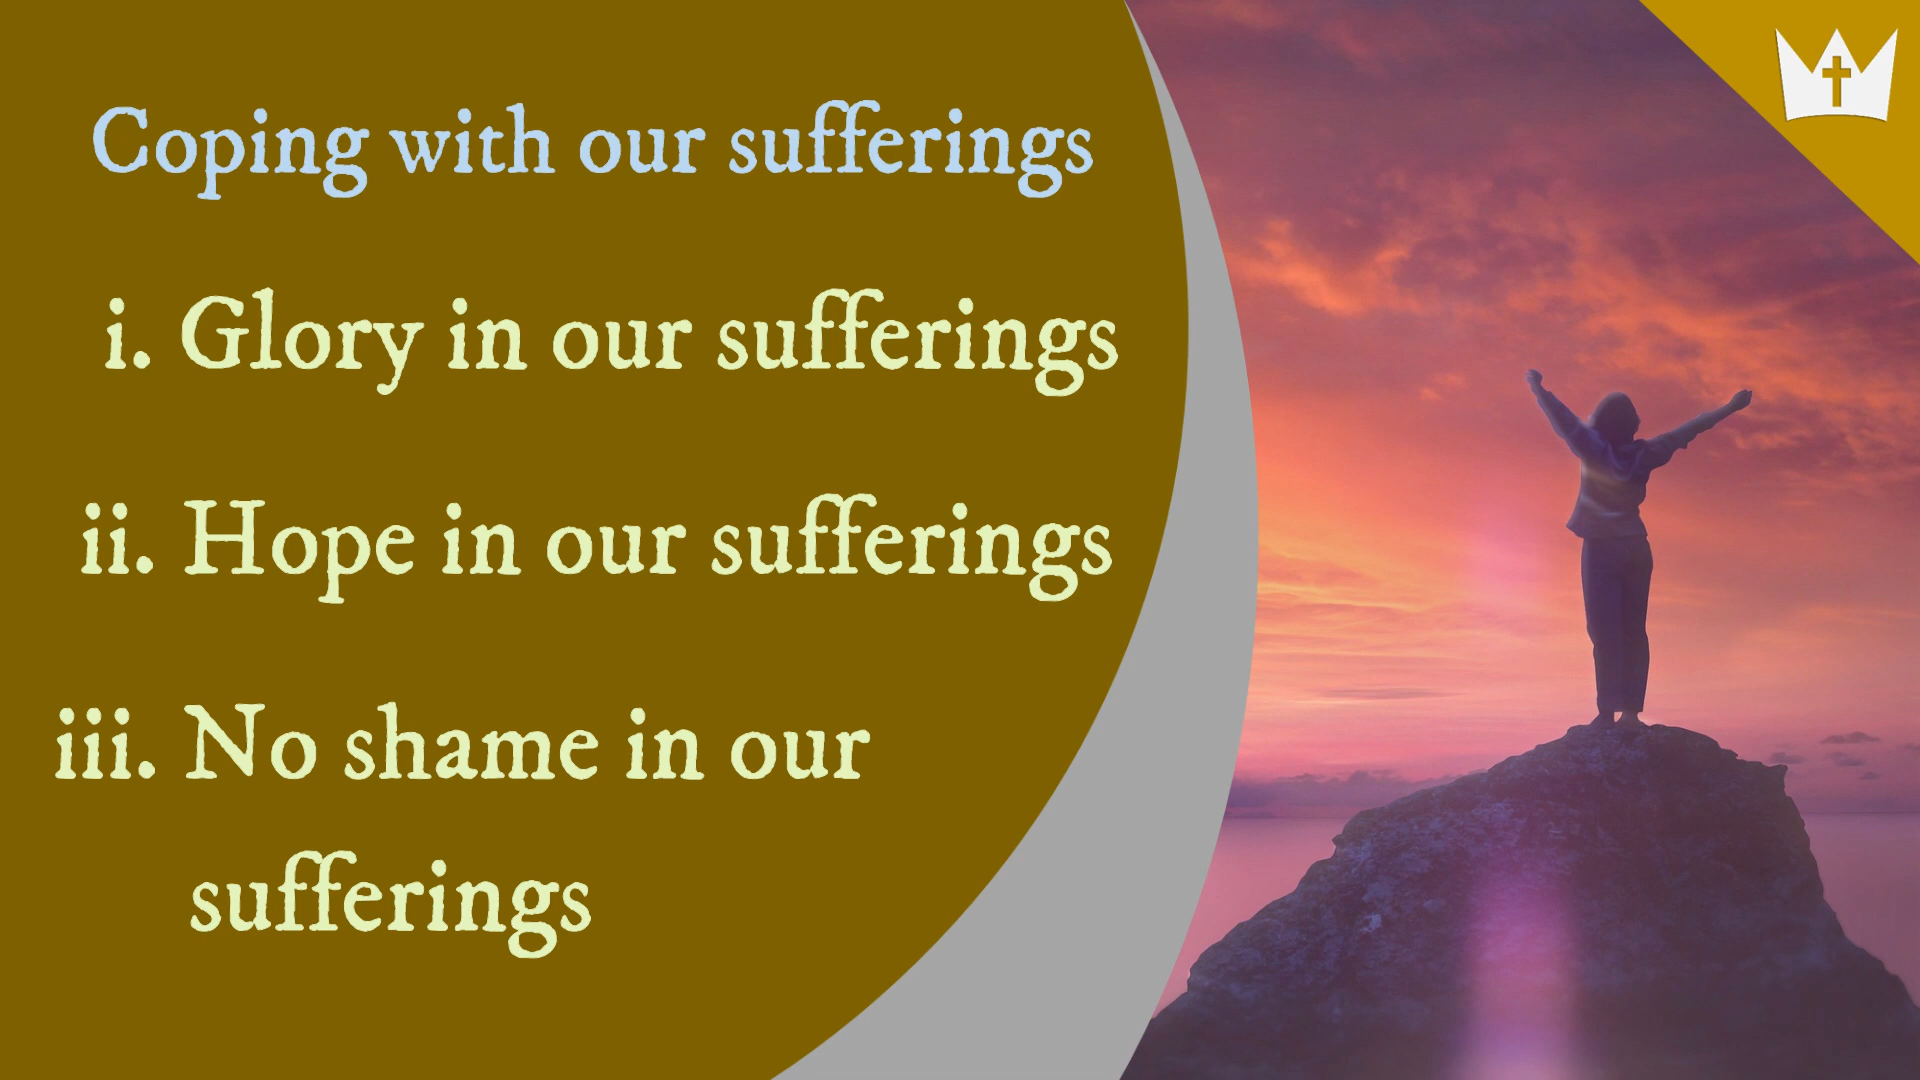 Coping with our sufferings
i. Glory in our sufferings
ii. Hope in our sufferings
iii. No shame in our
sufferings